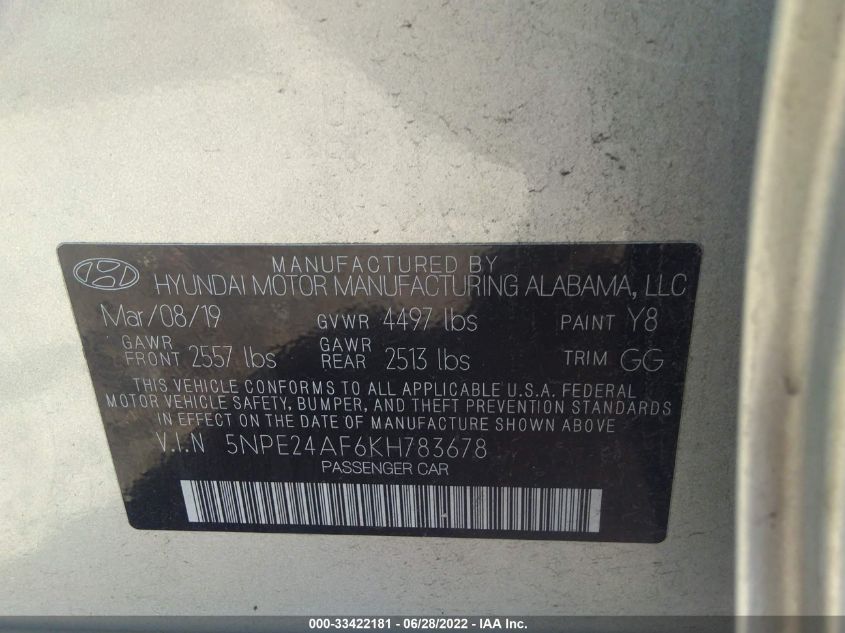 MANUFACTURED BY
HYUNDAI MOTOR MANUFACTURING ALABAMA, LLC
Mar/08/19 GVWR 4497 lbs PAINT Y8
GAWR FRONT 2557 lbs GAWR REAR 2513 lbs TRIM GG
THIS VEHICLE CONFORMS TO ALL APPLICABLE U.S.A. FEDERAL
MOTOR VEHICLE SAFETY, BUMPER, AND THEFT PREVENTION STANDARDS
IN EFFECT ON THE DATE OF MANUFACTURE SHOWN ABOVE.
V.I.N 5NPE24AF6KH783678
PASSENGER CAR
000-33422181 - 06/28/2022 - IAA Inc.